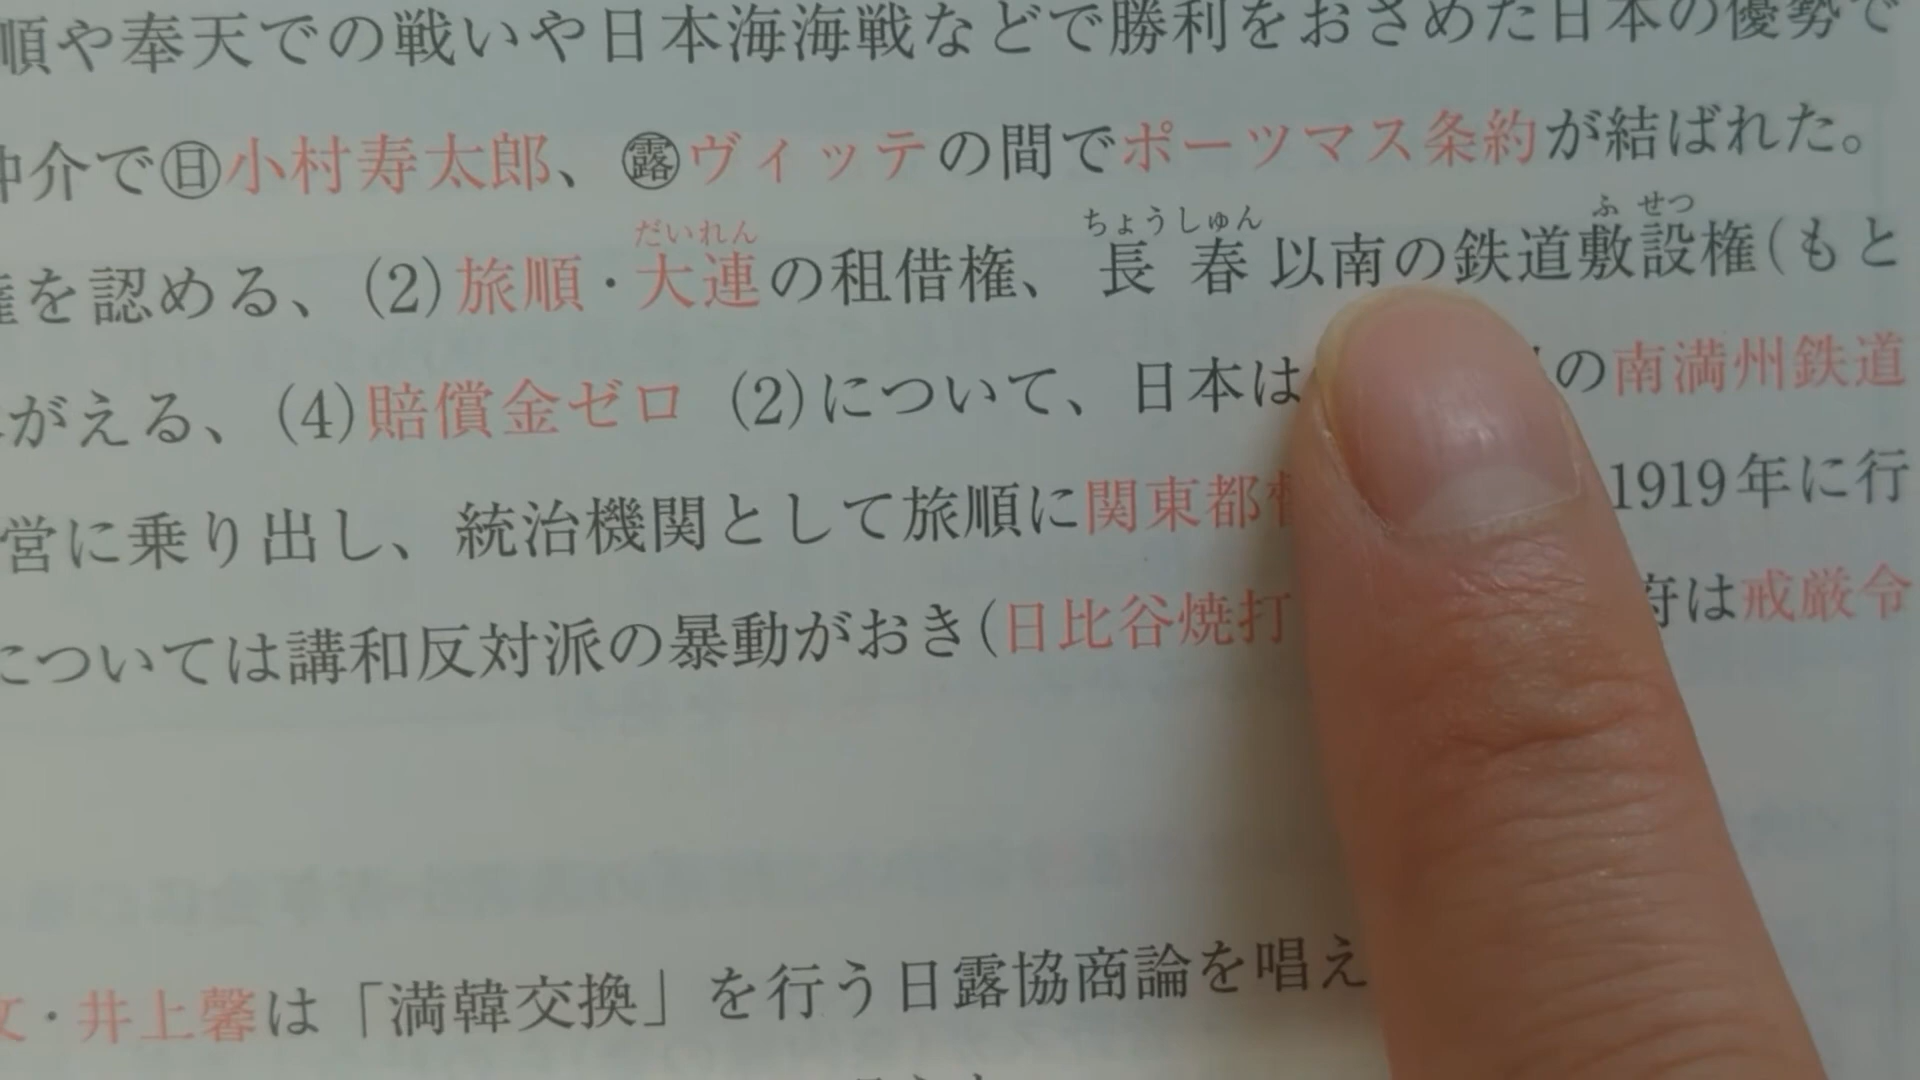 順や奉天での戦いや日本海海戦などで勝利をおさめた日本の優勢で
仲介で㊐小村寿太郎、露ヴィッテの間でポーツマス条約が結ばれた。
だいれん ちょうしゅん ふせつ
権を認める、(2)旅順・大連の租借権、長春以南の鉄道敷設権(もと
がえる、(4)賠償金ゼロ (2)について、日本は の南満州鉄道
営に乗り出し、統治機関として旅順に関東都督 1919年に行
については講和反対派の暴動がおき(日比谷焼打 府は戒厳令
文・井上馨は「満韓交換」を行う日露協商論を唱え